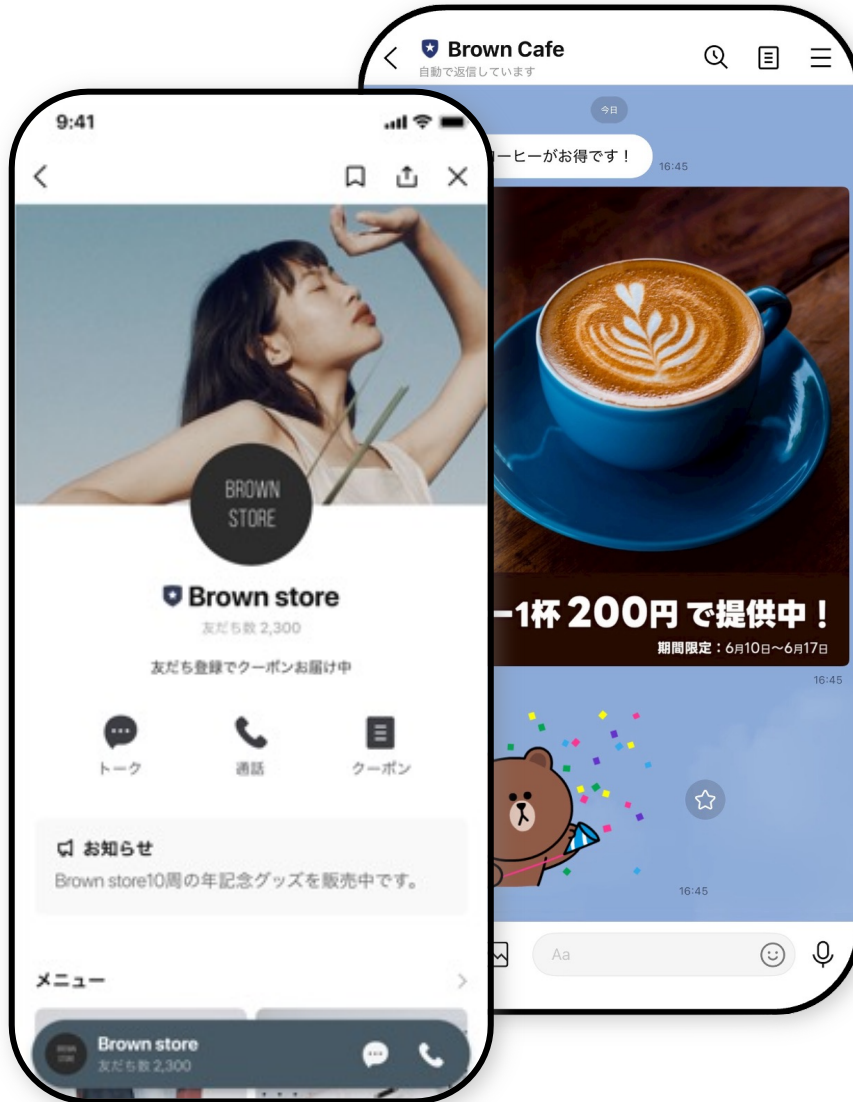 9:41
BROWN
STORE
Brown store
友だち数 2,300
友だち登録でクーポンお届け中
トーク
通話
クーポン
お知らせ
Brown store10周の年記念グッズを販売中です。
メニュー
Brown store
友だち数 2,300
Brown Cafe
自動で返信しています
今日
ーヒーがお得です！
16:45
ー1杯 200円 で提供中！
期間限定：6月10日〜6月17日
16:45
16:45
Aa